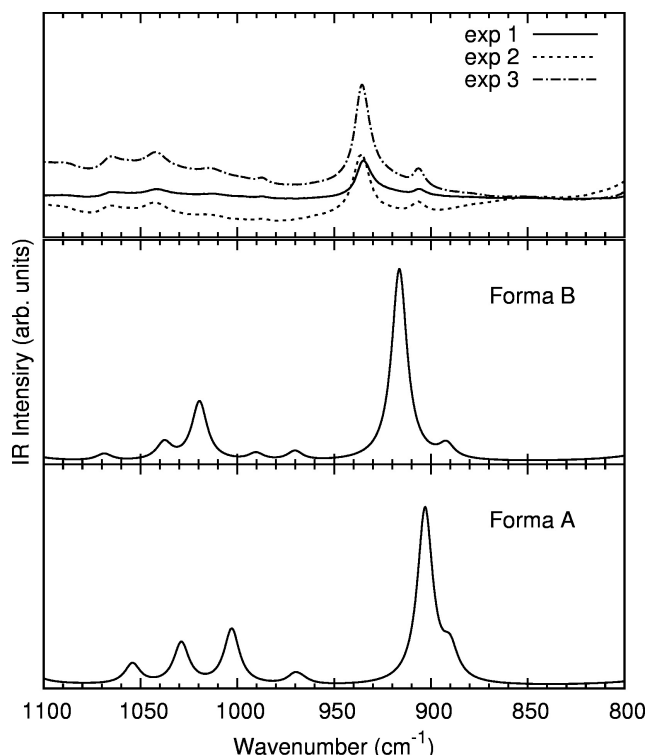 exp 1
exp 2
exp 3
IR Intensiry (arb. units)
Forma B
Forma A
1100 1050 1000 950 900 850 800
Wavenumber (cm⁻¹)